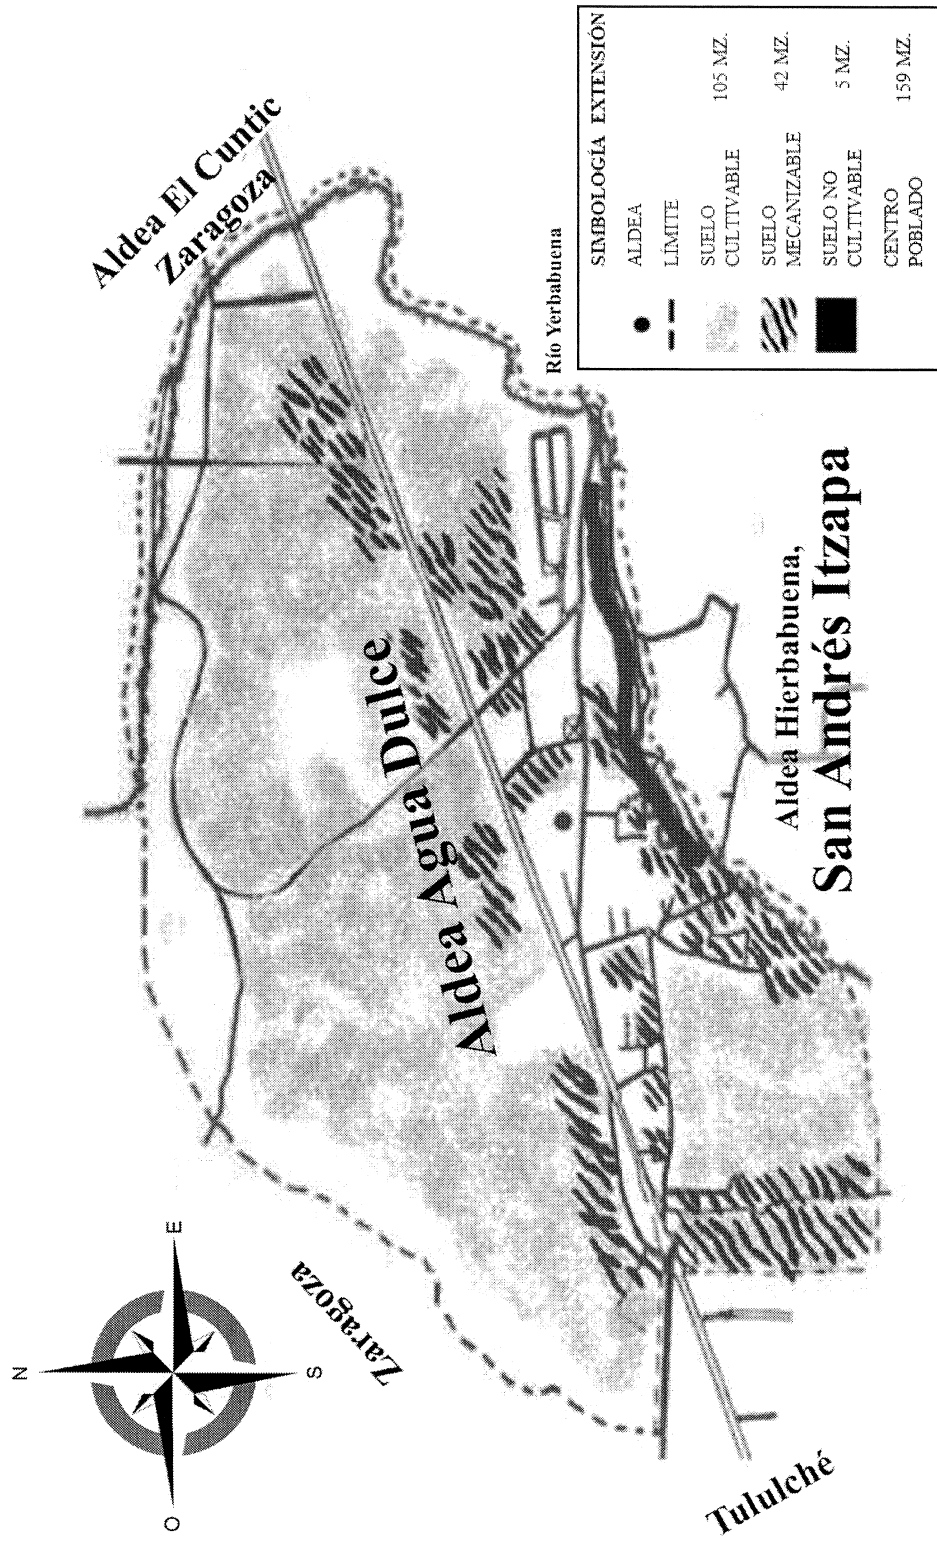 N
O
E
S
Zaragoza
Tululché
Aldea Agua Dulce
Aldea El Cuntic
Zaragoza
Río Yerbabuena
Aldea Hierbabuena,
San Andrés Itzapa
SIMBOLOGÍA EXTENSIÓN
ALDEA
LÍMITE
SUELO
CULTIVABLE 105 MZ.
SUELO
MECANIZABLE 42 MZ.
SUELO NO
CULTIVABLE 5 MZ.
CENTRO
POBLADO 159 MZ.